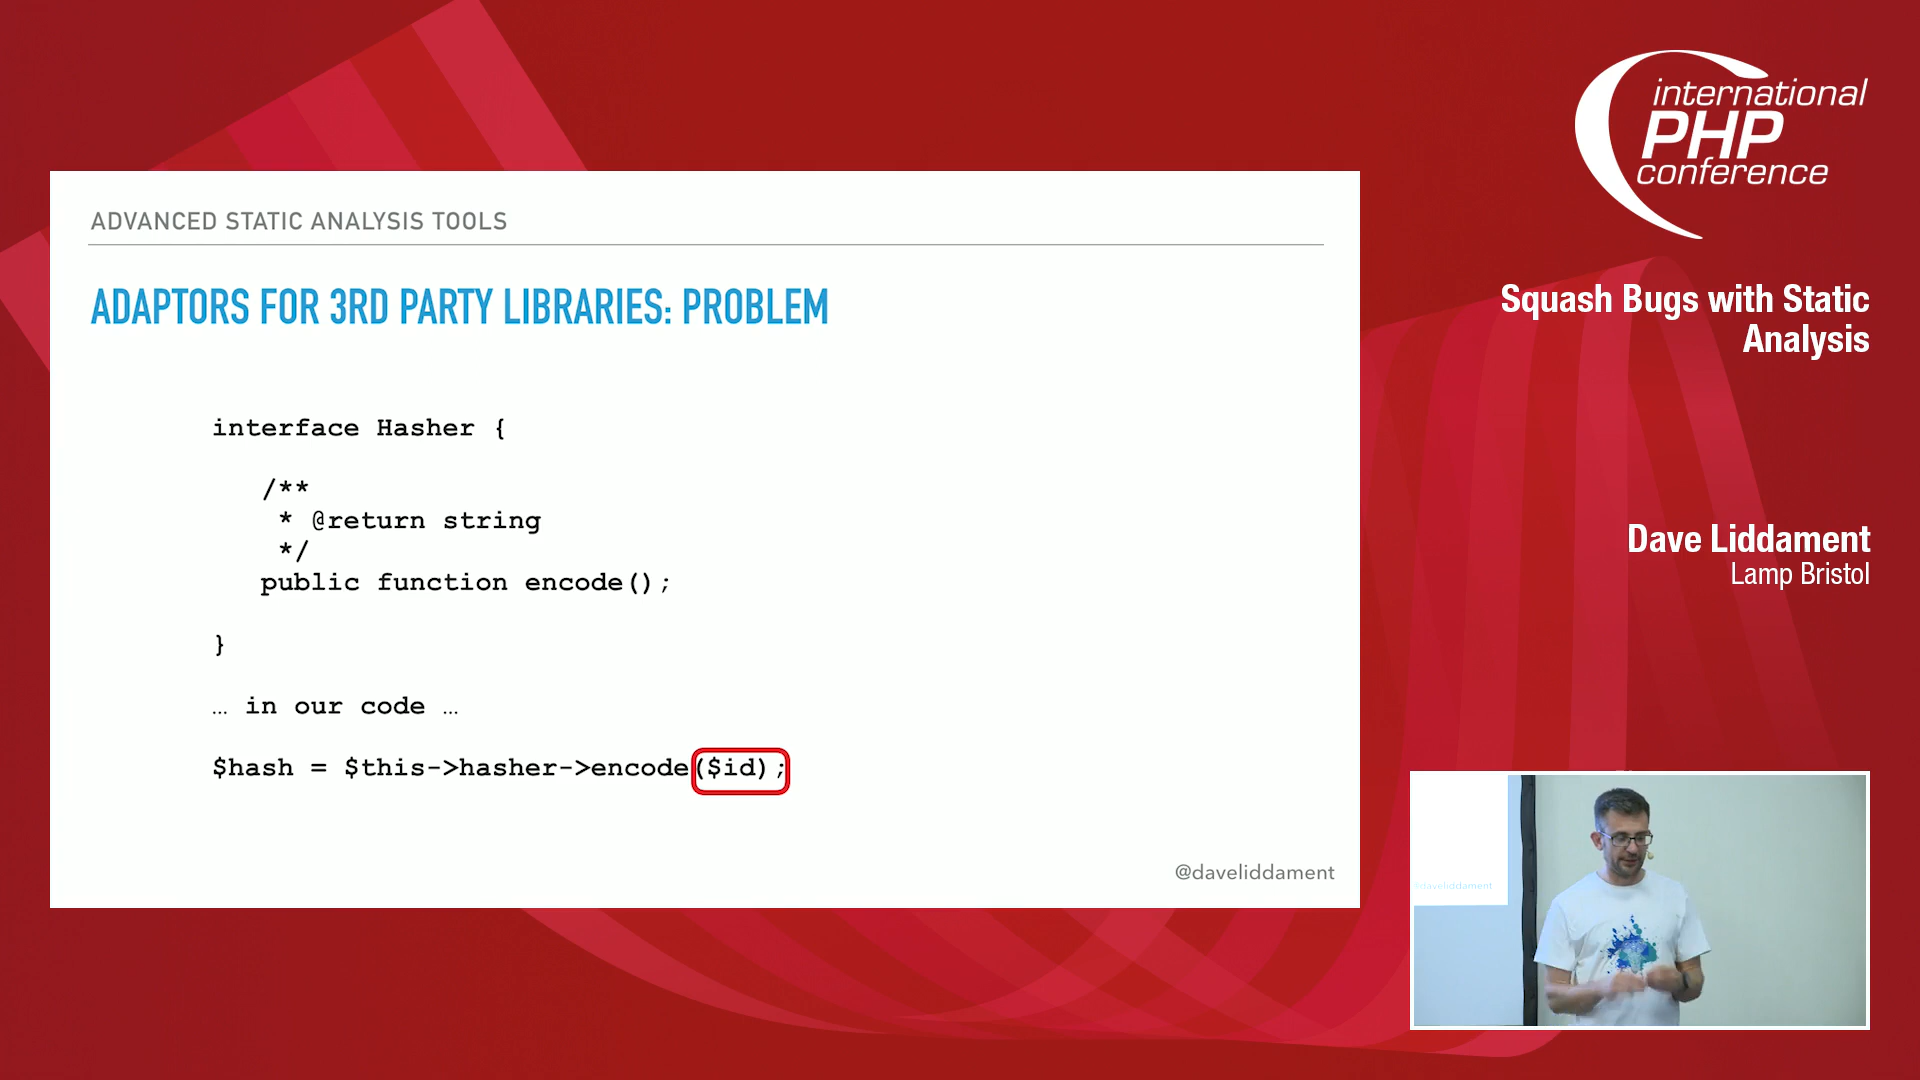 ADVANCED STATIC ANALYSIS TOOLS
ADAPTORS FOR 3RD PARTY LIBRARIES: PROBLEM
interface Hasher {
/**
* @return string
*/
public function encode();
}
… in our code …
$hash = $this->hasher->encode($id);
@daveliddament
international
PHP
conference
Squash Bugs with Static
Analysis
Dave Liddament
Lamp Bristol
@daveliddament